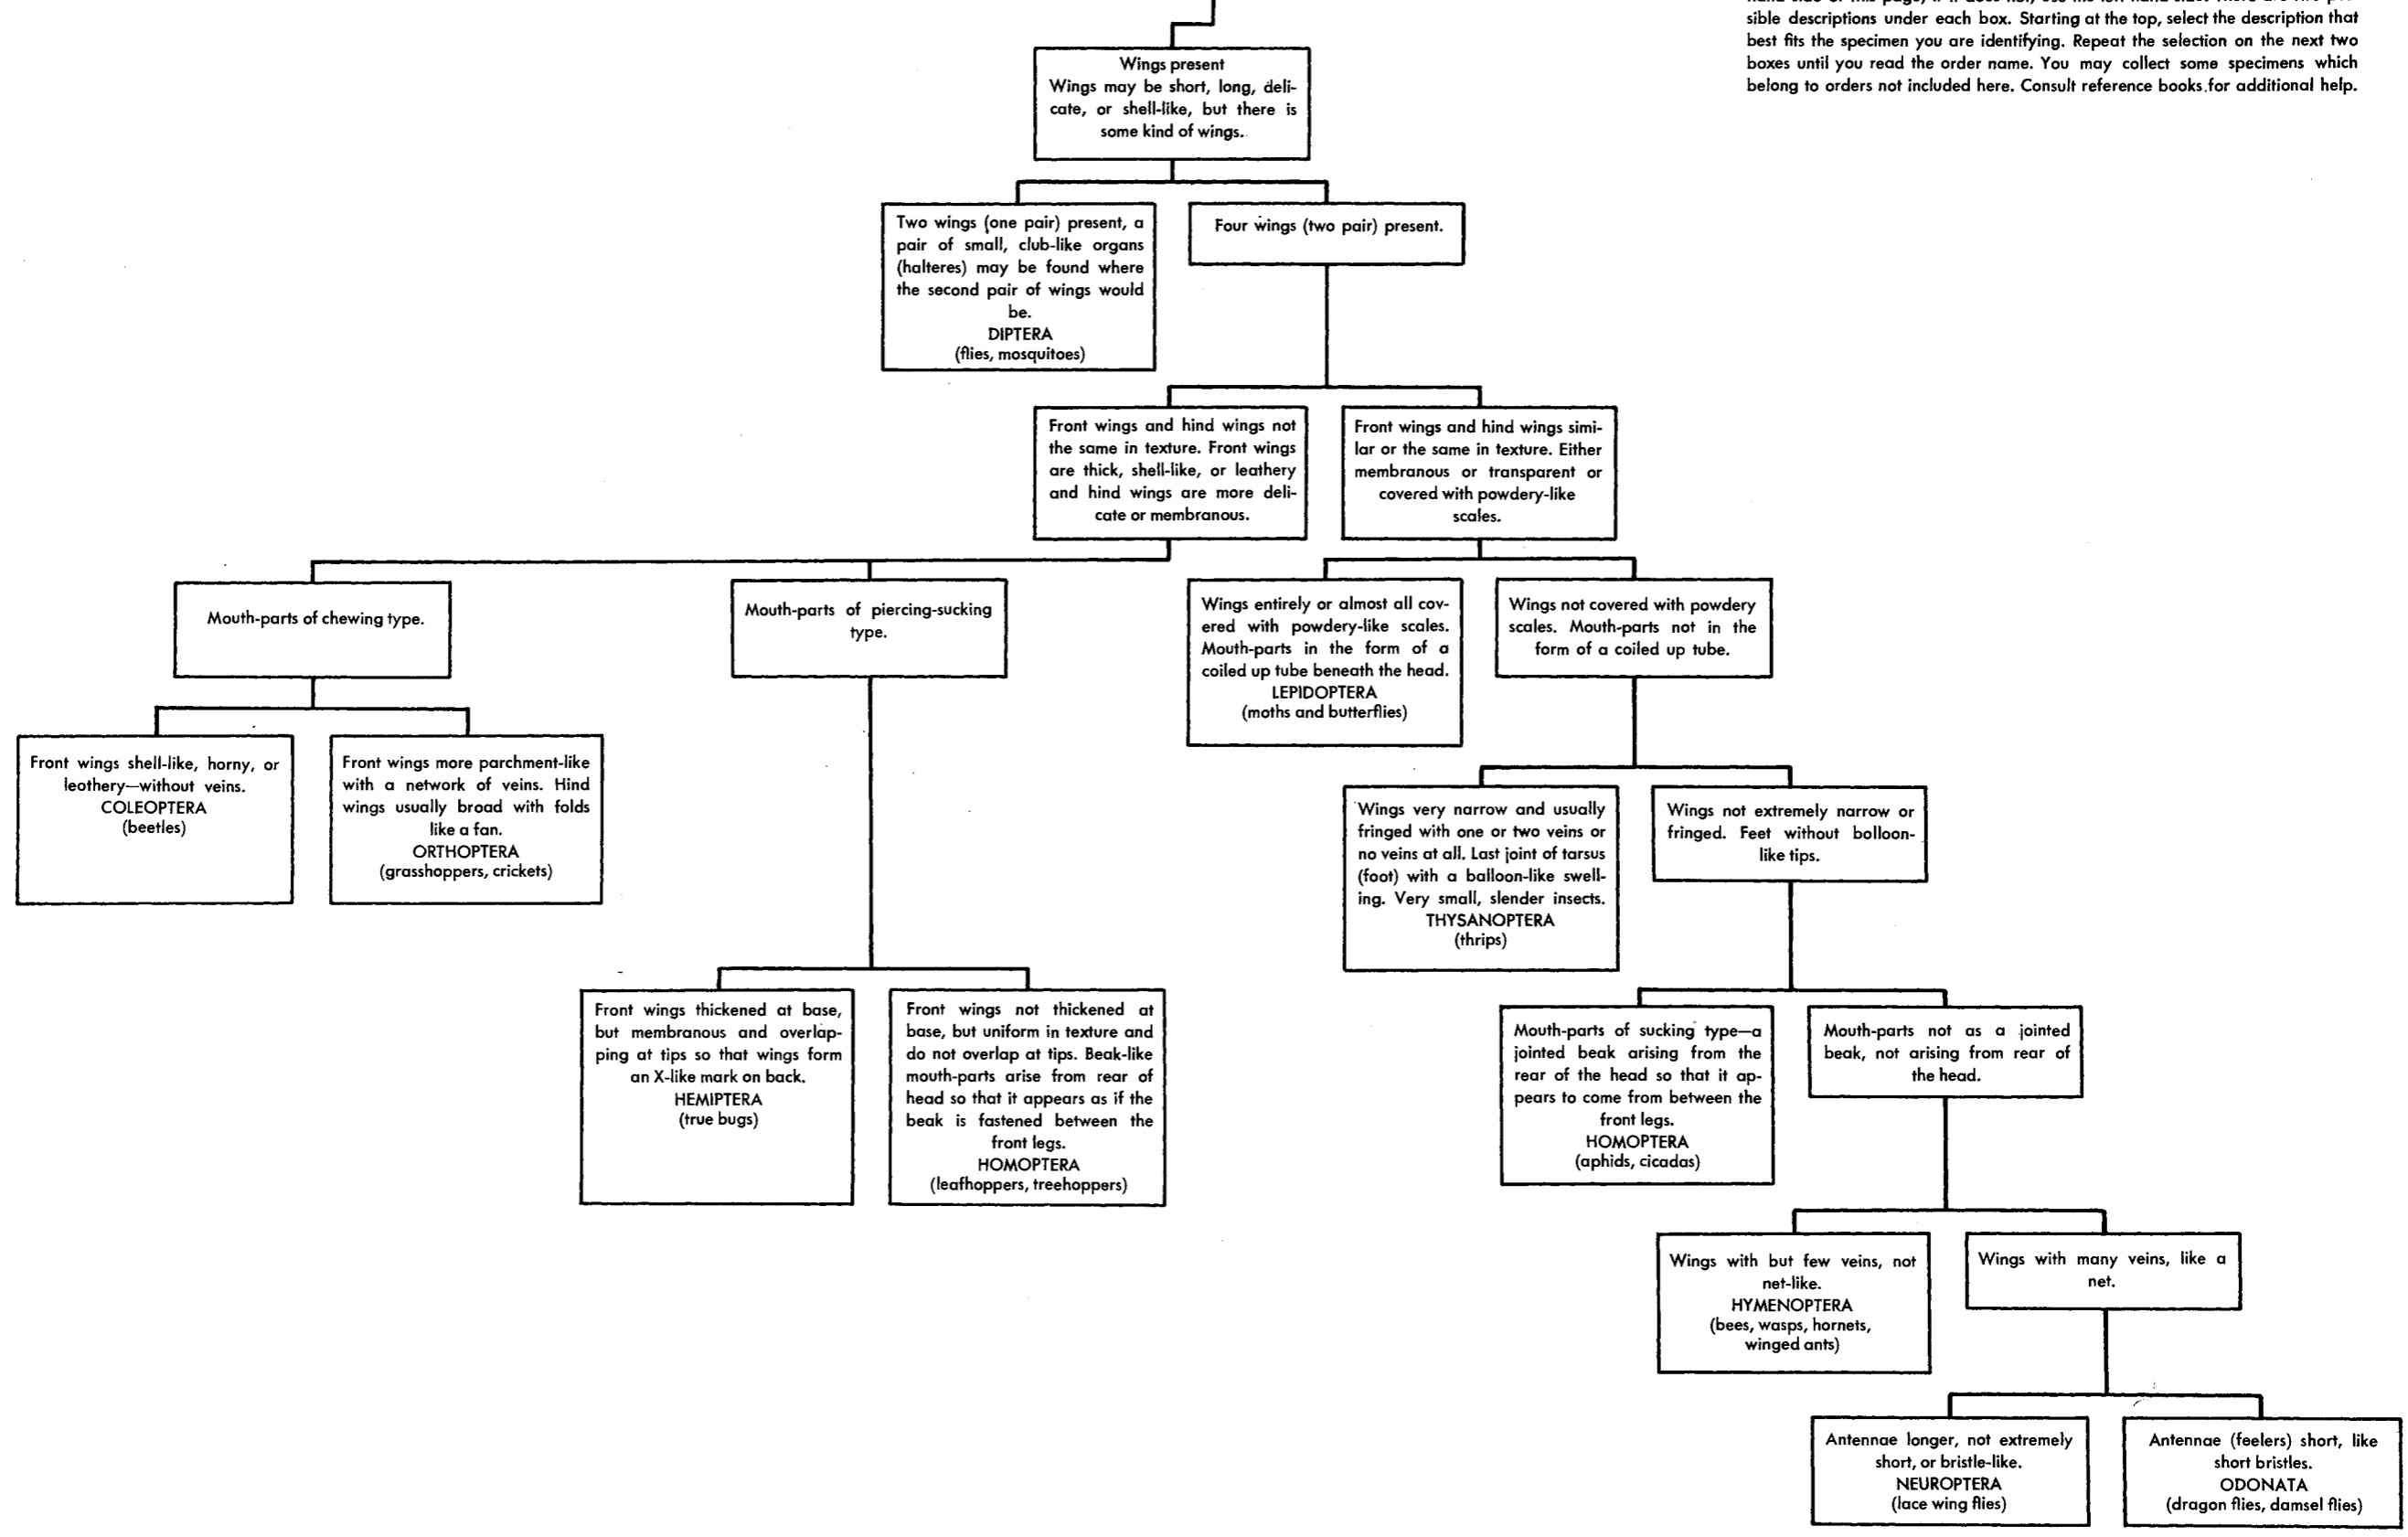 sible descriptions under each box. Starting at the top, select the description that
best fits the specimen you are identifying. Repeat the selection on the next two
boxes until you read the order name. You may collect some specimens which
belong to orders not included here. Consult reference books for additional help.
Wings present
Wings may be short, long, deli-
cate, or shell-like, but there is
some kind of wings.
Two wings (one pair) present, a
pair of small, club-like organs
(halteres) may be found where
the second pair of wings would
be.
DIPTERA
(flies, mosquitoes)
Four wings (two pair) present.
Front wings and hind wings not
the same in texture. Front wings
are thick, shell-like, or leathery
and hind wings are more deli-
cate or membranous.
Front wings and hind wings simi-
lar or the same in texture. Either
membranous or transparent or
covered with powdery-like
scales.
Mouth-parts of chewing type.
Mouth-parts of piercing-sucking
type.
Wings entirely or almost all cov-
ered with powdery-like scales.
Mouth-parts in the form of a
coiled up tube beneath the head.
LEPIDOPTERA
(moths and butterflies)
Wings not covered with powdery
scales. Mouth-parts not in the
form of a coiled up tube.
Front wings shell-like, horny, or
leothery—without veins.
COLEOPTERA
(beetles)
Front wings more parchment-like
with a network of veins. Hind
wings usually broad with folds
like a fan.
ORTHOPTERA
(grasshoppers, crickets)
Wings very narrow and usually
fringed with one or two veins or
no veins at all. Last joint of tarsus
(foot) with a balloon-like swell-
ing. Very small, slender insects.
THYSANOPTERA
(thrips)
Wings not extremely narrow or
fringed. Feet without bolloon-
like tips.
Front wings thickened at base,
but membranous and overlap-
ping at tips so that wings form
an X-like mark on back.
HEMIPTERA
(true bugs)
Front wings not thickened at
base, but uniform in texture and
do not overlap at tips. Beak-like
mouth-parts arise from rear of
head so that it appears as if the
beak is fastened between the
front legs.
HOMOPTERA
(leafhoppers, treehoppers)
Mouth-parts of sucking type—a
jointed beak arising from the
rear of the head so that it ap-
pears to come from between the
front legs.
HOMOPTERA
(aphids, cicadas)
Mouth-parts not as a jointed
beak, not arising from rear of
the head.
Wings with but few veins, not
net-like.
HYMENOPTERA
(bees, wasps, hornets,
winged ants)
Wings with many veins, like a
net.
Antennae longer, not extremely
short, or bristle-like.
NEUROPTERA
(lace wing flies)
Antennae (feelers) short, like
short bristles.
ODONATA
(dragon flies, damsel flies)